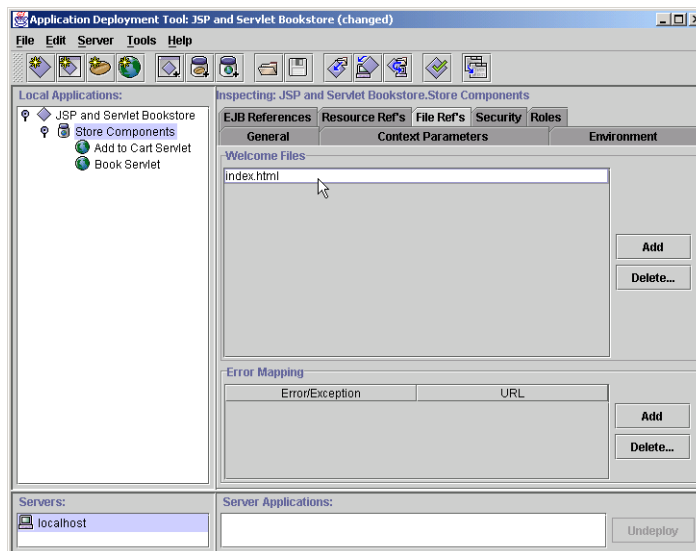 Application Deployment Tool: JSP and Servlet Bookstore (changed)
File Edit Server Tools Help
Local Applications:
JSP and Servlet Bookstore
Store Components
Add to Cart Servlet
Book Servlet
Inspecting: JSP and Servlet Bookstore.Store Components
EJB References Resource Ref's File Ref's Security Roles
General Context Parameters Environment
Welcome Files
index.html
Add
Delete...
Error Mapping
Error/Exception URL
Add
Delete...
Servers:
localhost
Server Applications:
Undeploy